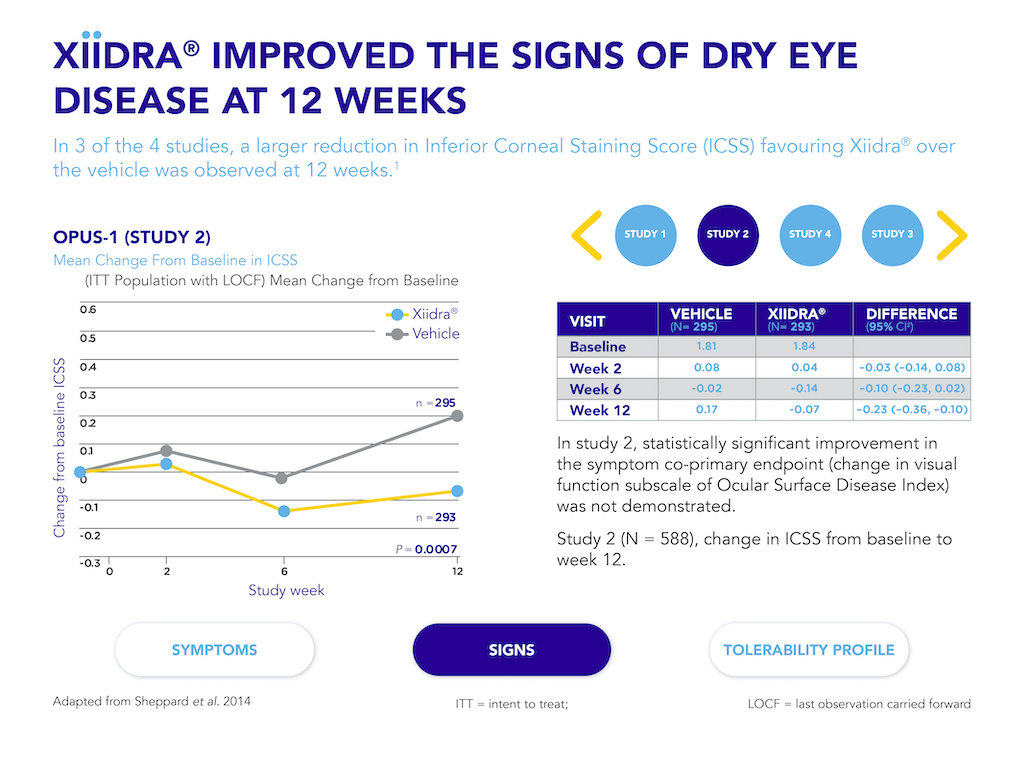 XÏÏDRA® IMPROVED THE SIGNS OF DRY EYE
DISEASE AT 12 WEEKS
In 3 of the 4 studies, a larger reduction in Inferior Corneal Staining Score (ICSS) favouring Xiidra® over
the vehicle was observed at 12 weeks.¹
STUDY 1
STUDY 2
STUDY 4
STUDY 3
OPUS-1 (STUDY 2)
Mean Change From Baseline in ICSS
(ITT Population with LOCF) Mean Change from Baseline
Change from baseline ICSS
0.6
0.5
0.4
0.3
0.2
0.1
0
-0.1
-0.2
-0.3
Xiidra®
Vehicle
n = 295
n = 293
P = 0.0007
0 2 6 12
Study week
VISIT VEHICLE (N= 295) XIIDRA® (N= 293) DIFFERENCE (95% CI‡)
Baseline 1.81 1.84
Week 2 0.08 0.04 −0.03 (−0.14, 0.08)
Week 6 -0.02 -0.14 −0.10 (−0.23, 0.02)
Week 12 0.17 -0.07 −0.23 (−0.36, −0.10)
In study 2, statistically significant improvement in
the symptom co-primary endpoint (change in visual
function subscale of Ocular Surface Disease Index)
was not demonstrated.
Study 2 (N = 588), change in ICSS from baseline to
week 12.
SYMPTOMS
SIGNS
TOLERABILITY PROFILE
Adapted from Sheppard et al. 2014
ITT = intent to treat;
LOCF = last observation carried forward